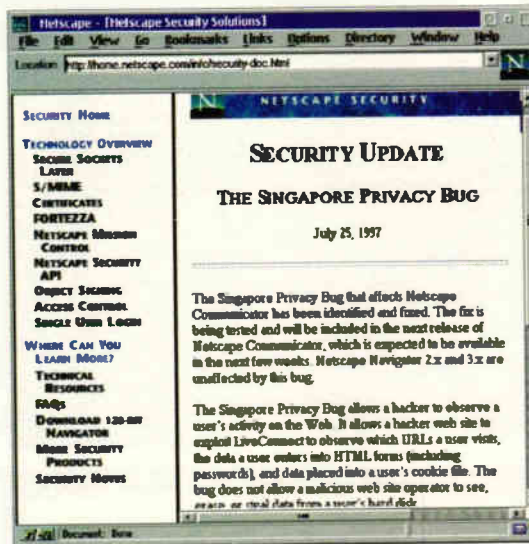 Netscape - [Netscape Security Solutions]
File Edit View Go Bookmarks Links Options Directory Window Help
Location: http://home.netscape.com/info/security-doc.html
N
SECURITY HOME
TECHNOLOGY OVERVIEW
SECURE SOCKETS
LAYER
S/MIME
CERTIFICATES
FORTEZZA
NETSCAPE MISSION
CONTROL
NETSCAPE SECURITY
API
OBJECT SIGNING
ACCESS CONTROL
SINGLE USER LOGIN
WHERE CAN YOU
LEARN MORE?
TECHNICAL
RESOURCES
FAQS
DOWNLOAD 128-BIT
NAVIGATOR
MORE SECURITY
PRODUCTS
SECURITY NOTES
N NETSCAPE SECURITY
SECURITY UPDATE
THE SINGAPORE PRIVACY BUG
July 25, 1997
The Singapore Privacy Bug that affects Netscape
Communicator has been identified and fixed. The fix is
being tested and will be included in the next release of
Netscape Communicator, which is expected to be available
in the next few weeks. Netscape Navigator 2.x and 3.x are
unaffected by this bug.
The Singapore Privacy Bug allows a hacker to observe a
user's activity on the Web. It allows a hacker web site to
exploit LiveConnect to observe which URLs a user visits,
the data a user enters into HTML forms (including
passwords), and data placed into a user's cookie file. The
bug does not allow a malicious web site operator to see,
erase, or steal data from a user's hard disk.
Document: Done